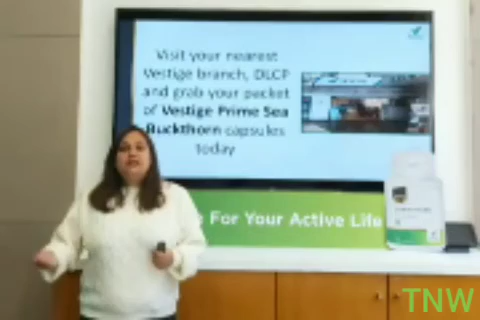 Visit your nearest
Vestige branch, DLCP
and grab your packet
of Vestige Prime Sea
Buckthorn capsules
today
For Your Active Life
TNW